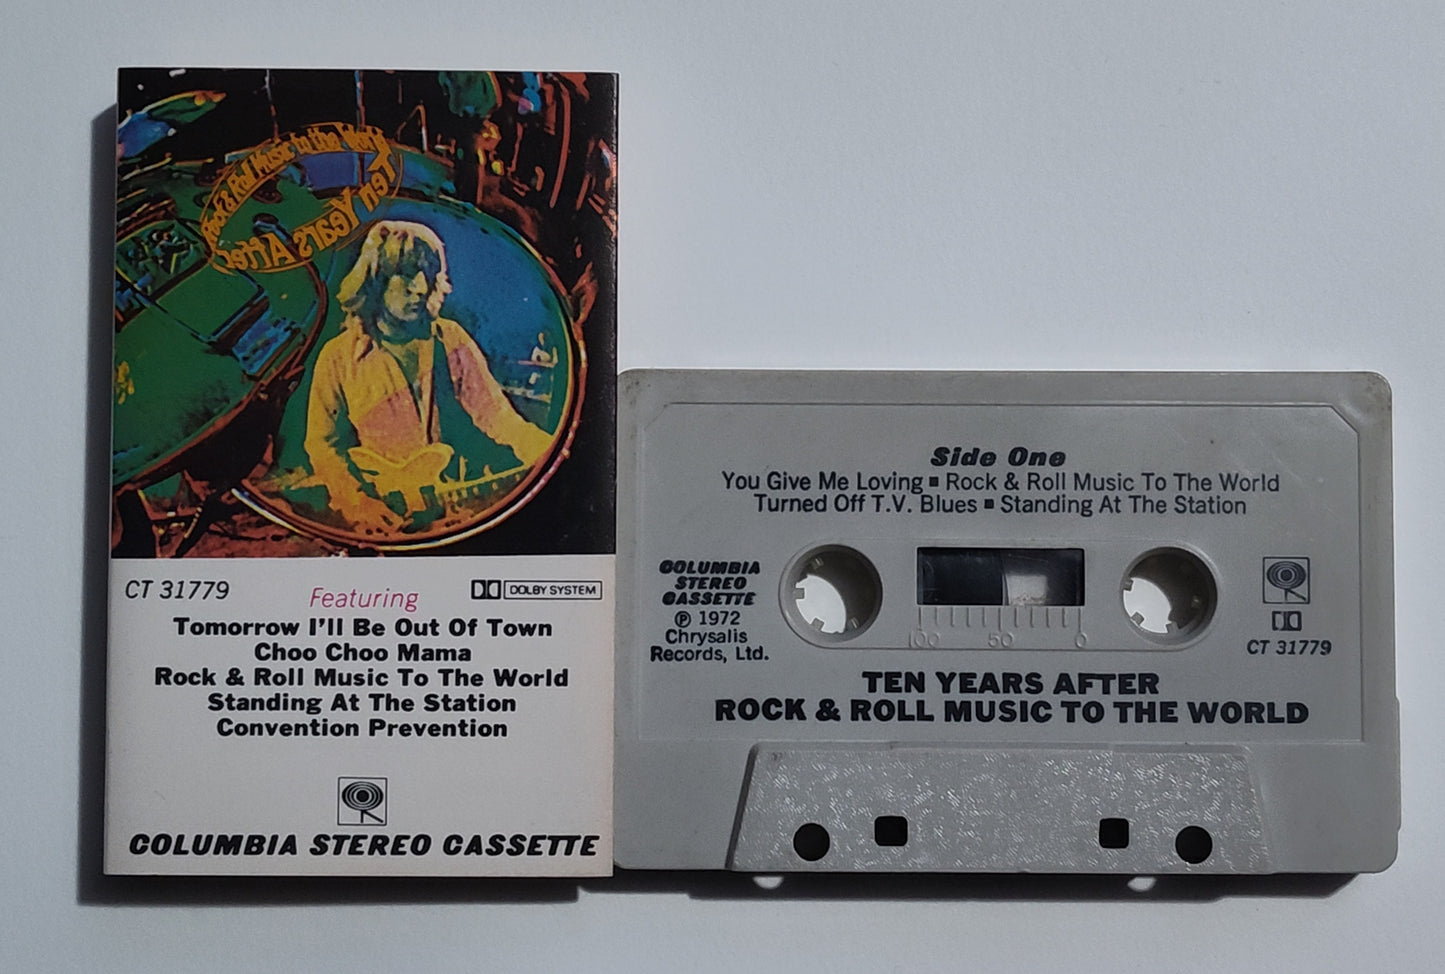 Rock & Roll Music to the World
Ten Years After
CT 31779
Featuring
DOLBY SYSTEM
Tomorrow I'll Be Out Of Town
Choo Choo Mama
Rock & Roll Music To The World
Standing At The Station
Convention Prevention
COLUMBIA STEREO CASSETTE
Side One
You Give Me Loving ▪ Rock & Roll Music To The World
Turned Off T.V. Blues ▪ Standing At The Station
COLUMBIA
STEREO
CASSETTE
℗ 1972
Chrysalis
Records, Ltd.
100 50 0
CT 31779
TEN YEARS AFTER
ROCK & ROLL MUSIC TO THE WORLD